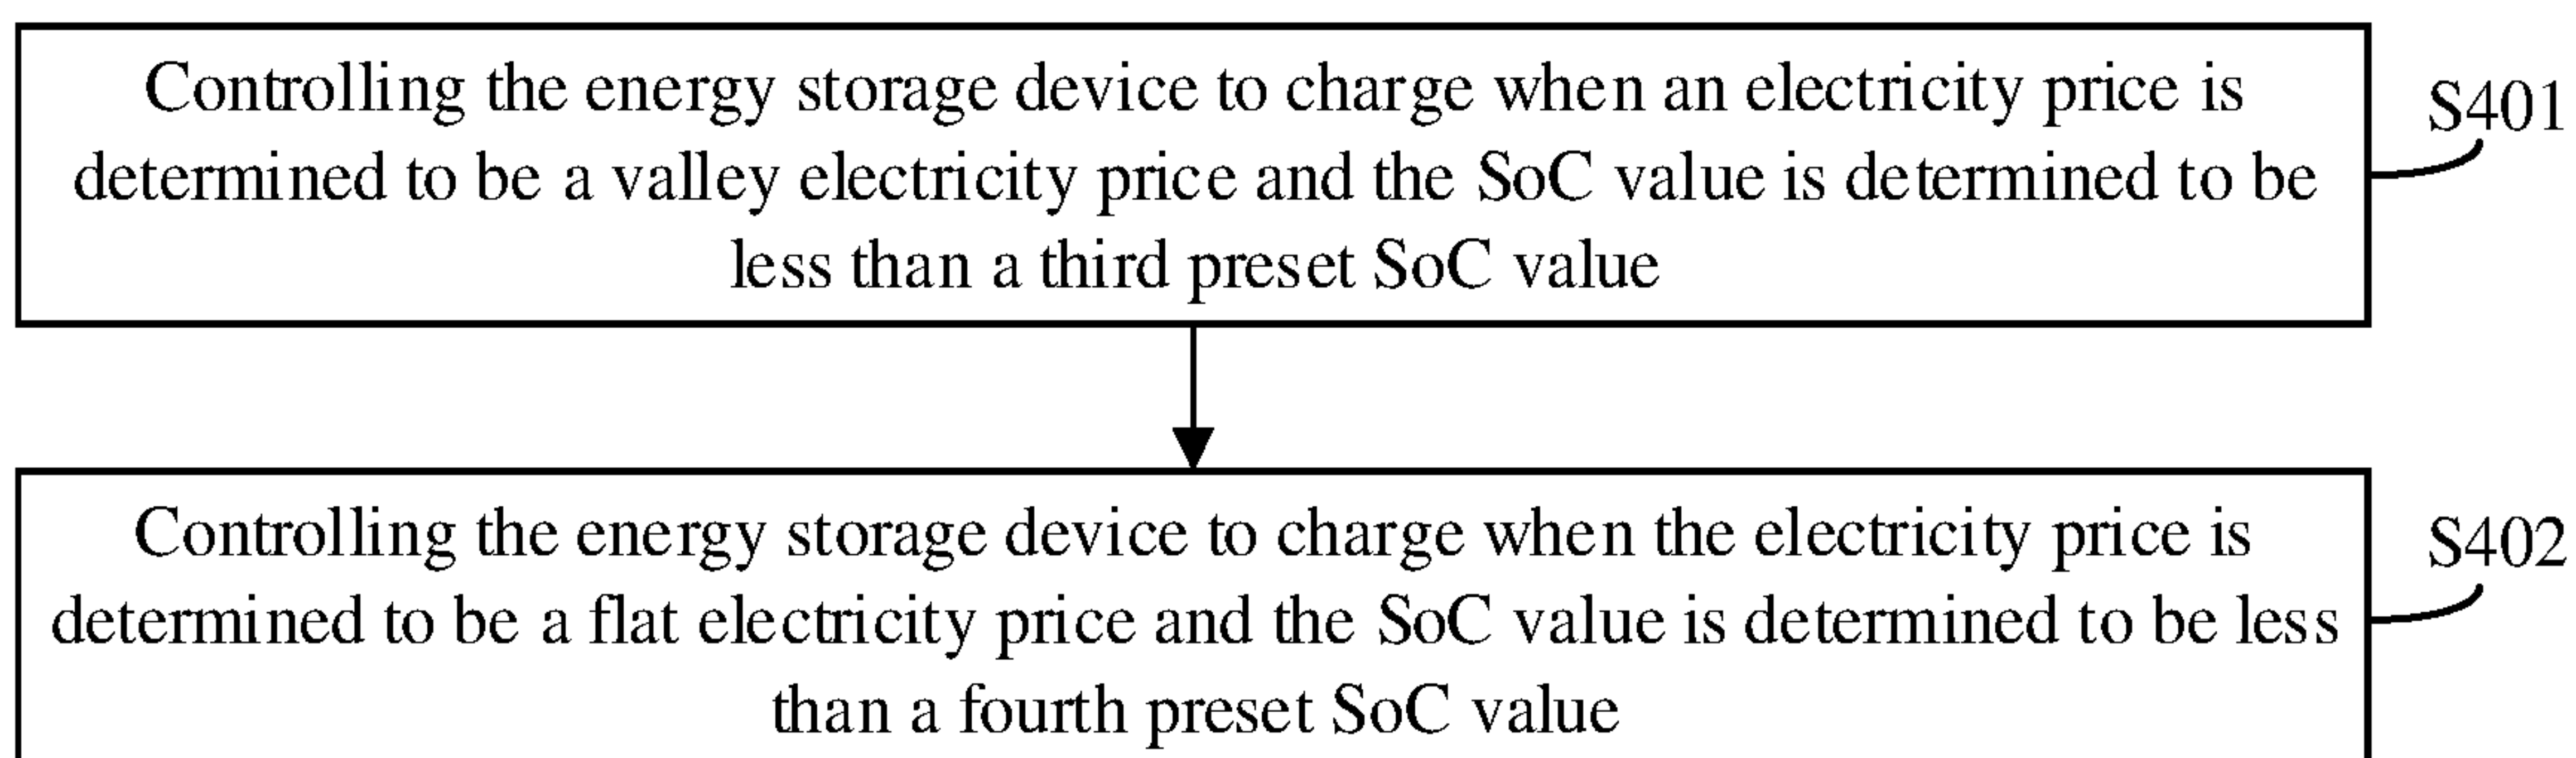 Controlling the energy storage device to charge when an electricity price is
determined to be a valley electricity price and the SoC value is determined to be
less than a third preset SoC value
S401
Controlling the energy storage device to charge when the electricity price is
determined to be a flat electricity price and the SoC value is determined to be less
than a fourth preset SoC value
S402